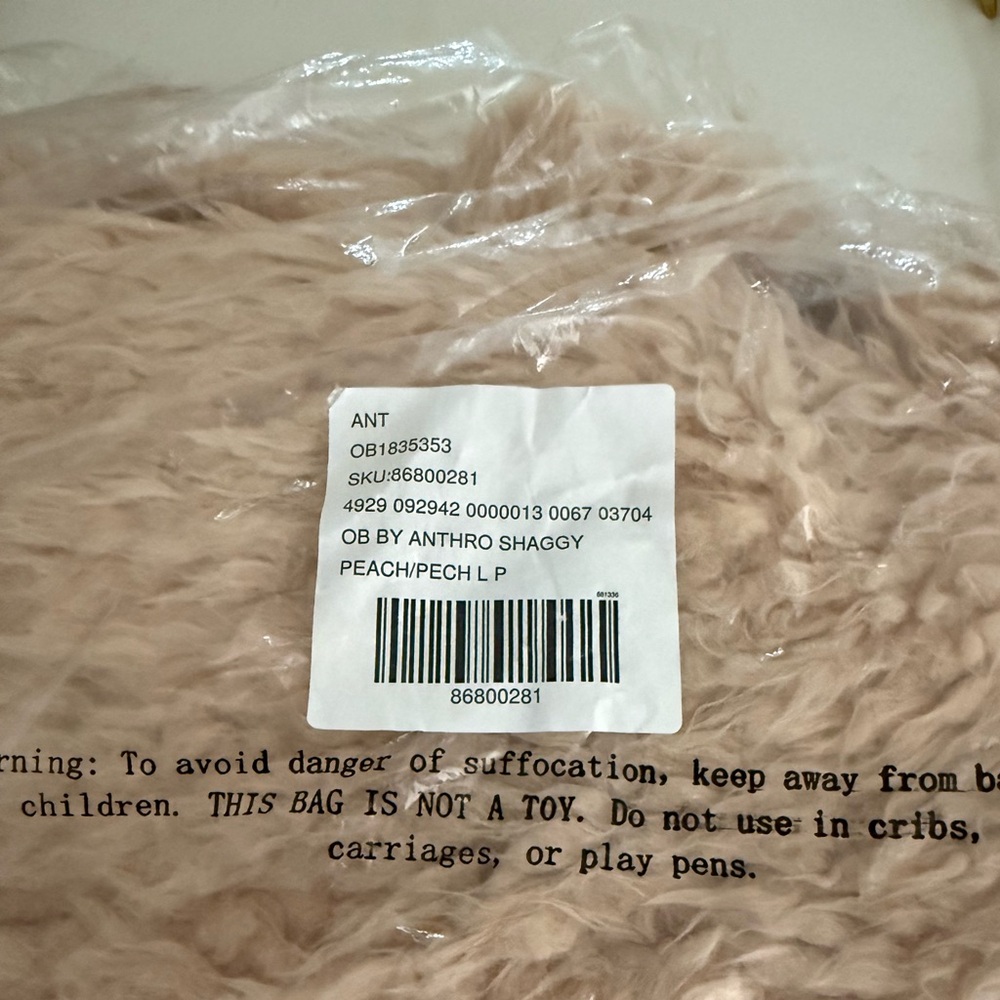 ANT
OB1835353
SKU:86800281
4929 092942 0000013 0067 03704
OB BY ANTHRO SHAGGY
PEACH/PECH L P
681336
86800281
rning: To avoid danger of suffocation, keep away from ba
children. THIS BAG IS NOT A TOY. Do not use in cribs,
carriages, or play pens.